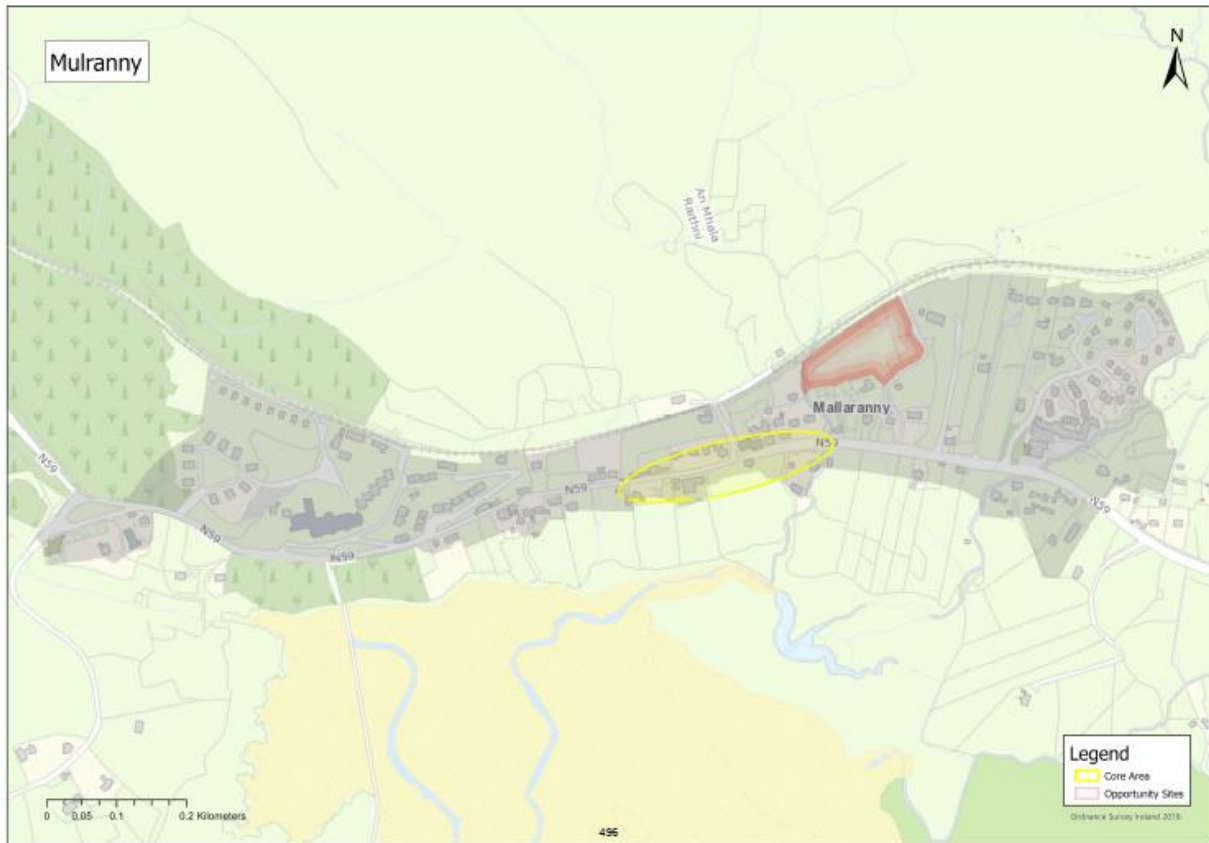 Mulranny
N
An Mhala
Raithní
Mallaranny
N59
N59
N59
N59
N59
N59
Legend
Core Area
Opportunity Sites
Ordnance Survey Ireland 2019
0 0.05 0.1 0.2 Kilometers
496